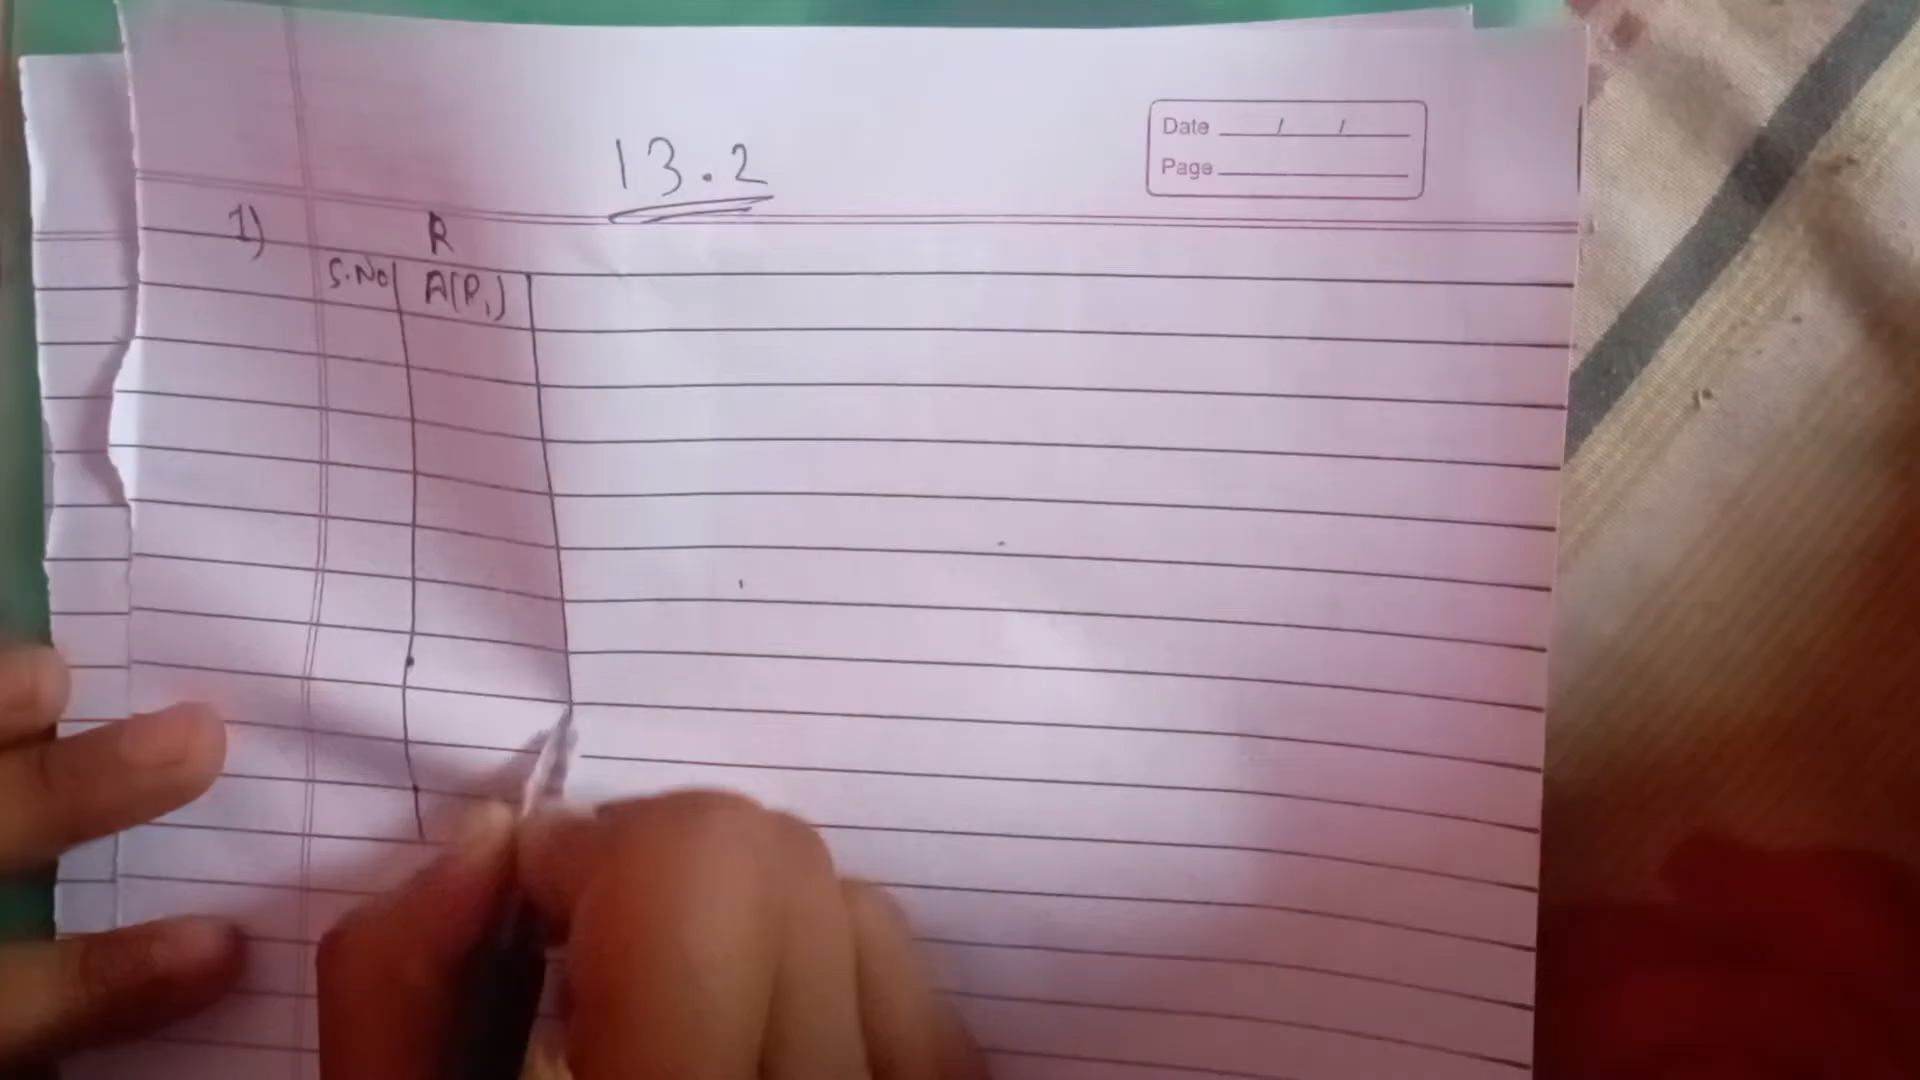 13.2
Date / /
Page
1) R
S.No A(P₁)